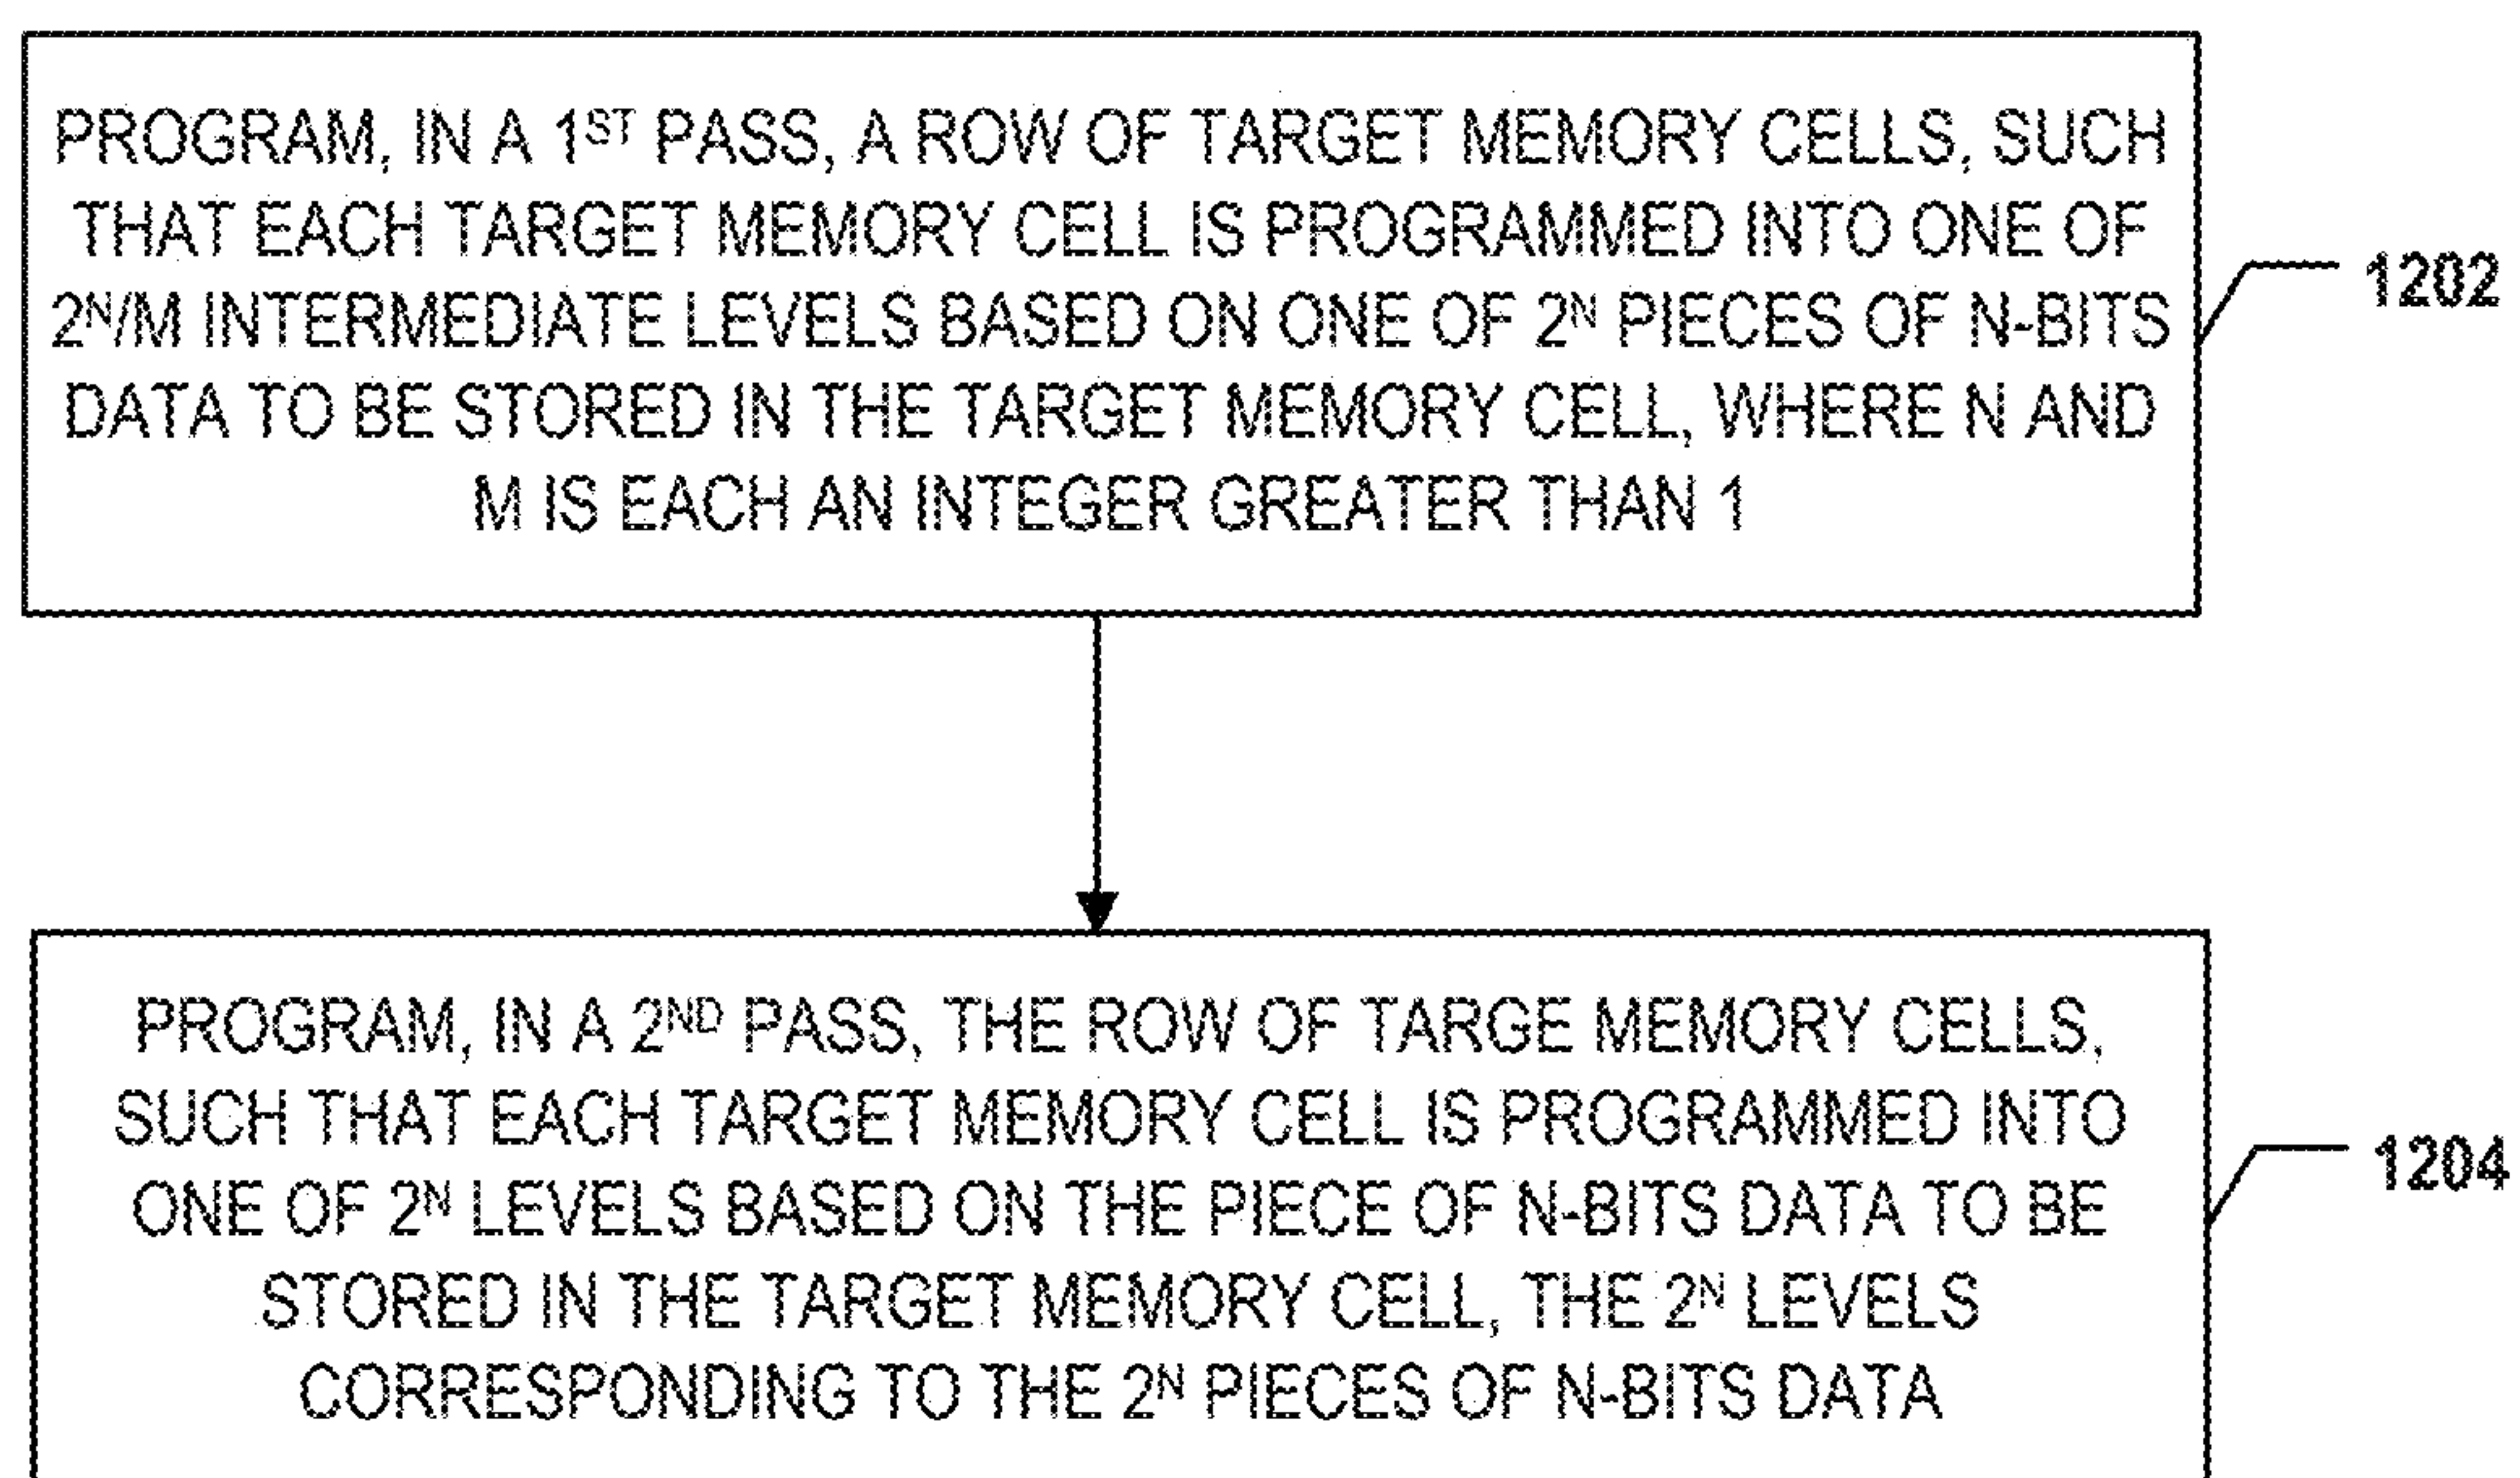 PROGRAM, IN A 1ST PASS, A ROW OF TARGET MEMORY CELLS, SUCH
THAT EACH TARGET MEMORY CELL IS PROGRAMMED INTO ONE OF
2N/M INTERMEDIATE LEVELS BASED ON ONE OF 2N PIECES OF N-BITS
DATA TO BE STORED IN THE TARGET MEMORY CELL, WHERE N AND
M IS EACH AN INTEGER GREATER THAN 1
1202
PROGRAM, IN A 2ND PASS, THE ROW OF TARGE MEMORY CELLS,
SUCH THAT EACH TARGET MEMORY CELL IS PROGRAMMED INTO
ONE OF 2N LEVELS BASED ON THE PIECE OF N-BITS DATA TO BE
STORED IN THE TARGET MEMORY CELL, THE 2N LEVELS
CORRESPONDING TO THE 2N PIECES OF N-BITS DATA
1204